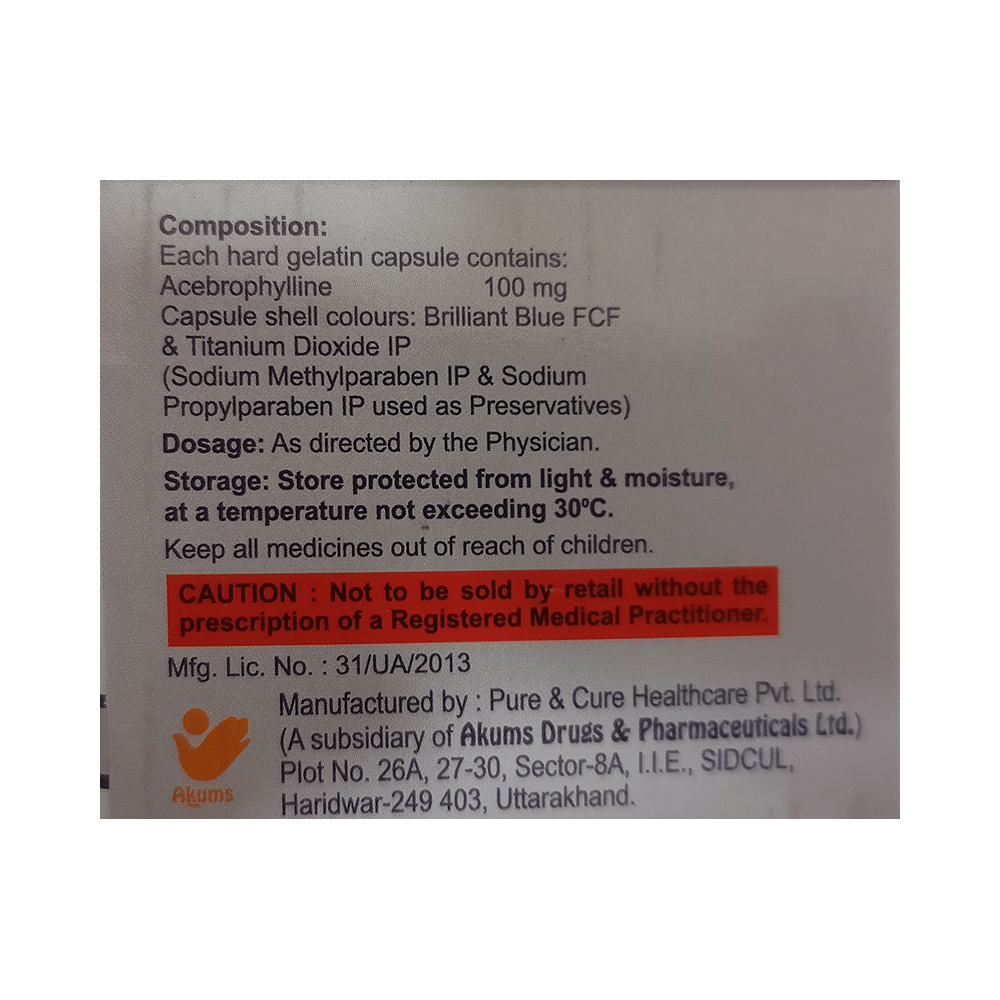 Composition:
Each hard gelatin capsule contains:
Acebrophylline 100 mg
Capsule shell colours: Brilliant Blue FCF
& Titanium Dioxide IP
(Sodium Methylparaben IP & Sodium
Propylparaben IP used as Preservatives)
Dosage: As directed by the Physician.
Storage: Store protected from light & moisture,
at a temperature not exceeding 30ºC.
Keep all medicines out of reach of children.
CAUTION : Not to be sold by retail without the
prescription of a Registered Medical Practitioner.
Mfg. Lic. No. : 31/UA/2013
Manufactured by : Pure & Cure Healthcare Pvt. Ltd.
(A subsidiary of Akums Drugs & Pharmaceuticals Ltd.)
Plot No. 26A, 27-30, Sector-8A, I.I.E., SIDCUL,
Haridwar-249 403, Uttarakhand.
Akums